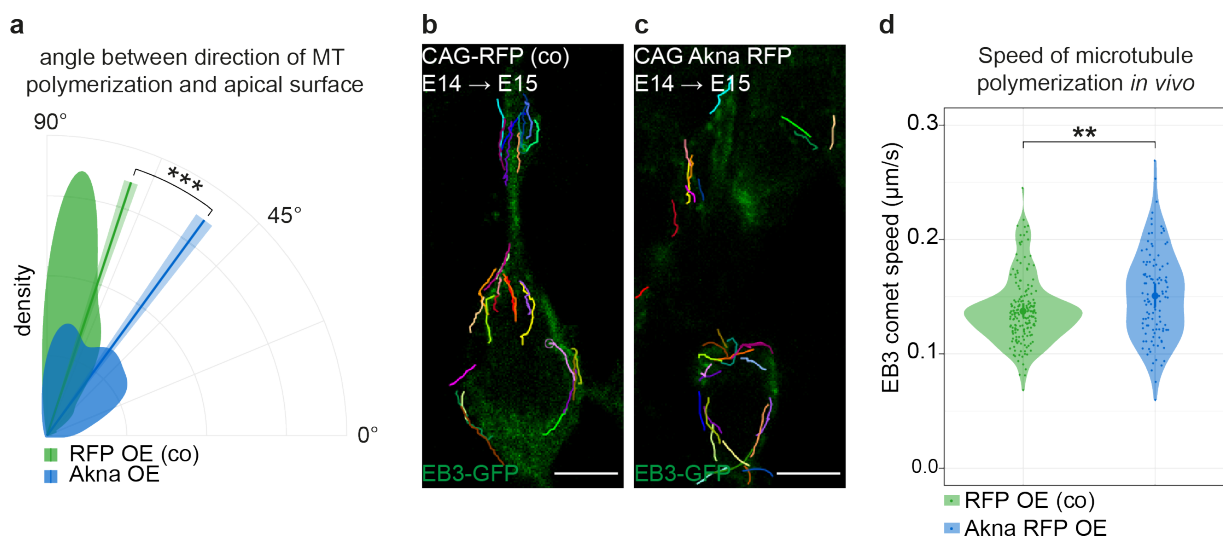 a
angle between direction of MT
polymerization and apical surface
90°
***
45°
density
0°
RFP OE (co)
Akna OE
b
CAG-RFP (co)
E14 → E15
EB3-GFP
c
CAG Akna RFP
E14 → E15
EB3-GFP
d
Speed of microtubule
polymerization in vivo
EB3 comet speed (μm/s)
0.3
0.2
0.1
0.0
**
RFP OE (co)
Akna RFP OE